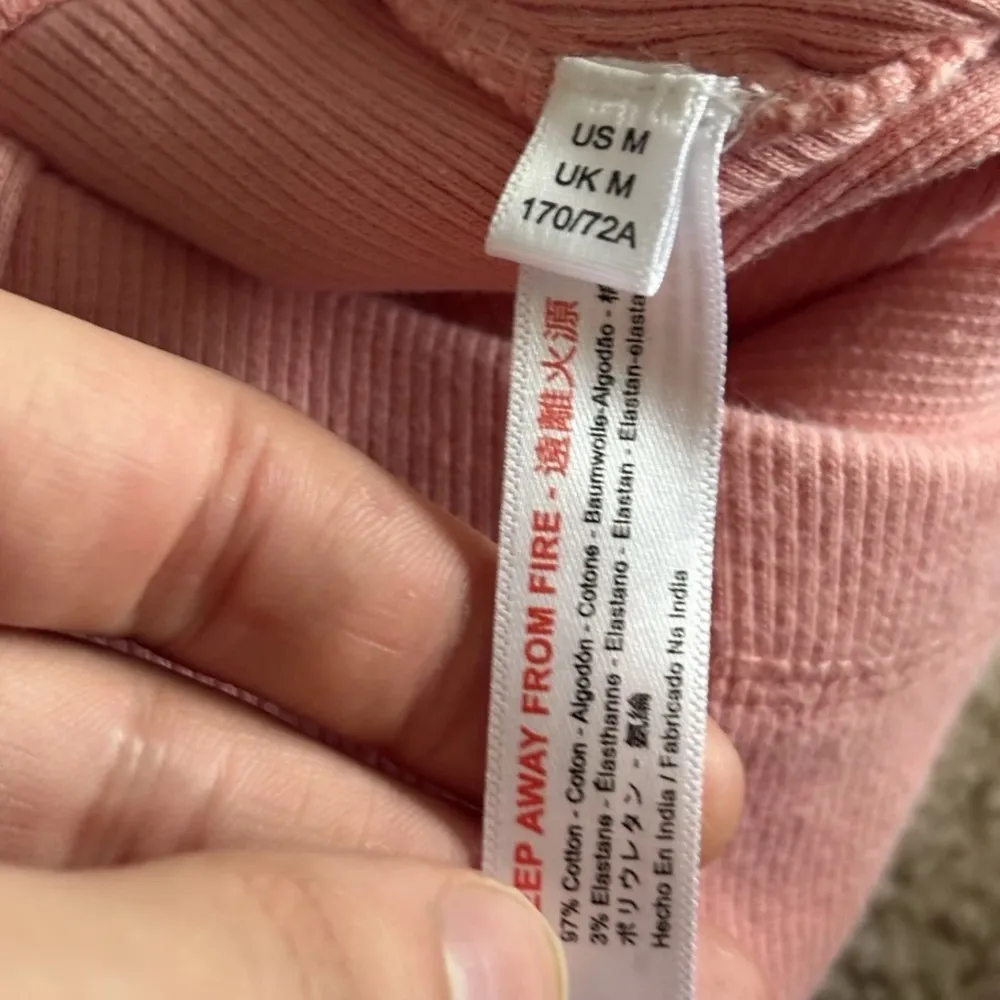 US M
UK M
170/72A
EEP AWAY FROM FIRE - 遠離火源
97% Cotton - Coton - Algodón - Cotone - Baumwolle-Algodão -
3% Elastane - Élasthanne - Elastano - Elastan - Elastan-elasta
ポリウレタン - 氨綸
Hecho En India / Fabricado Na India